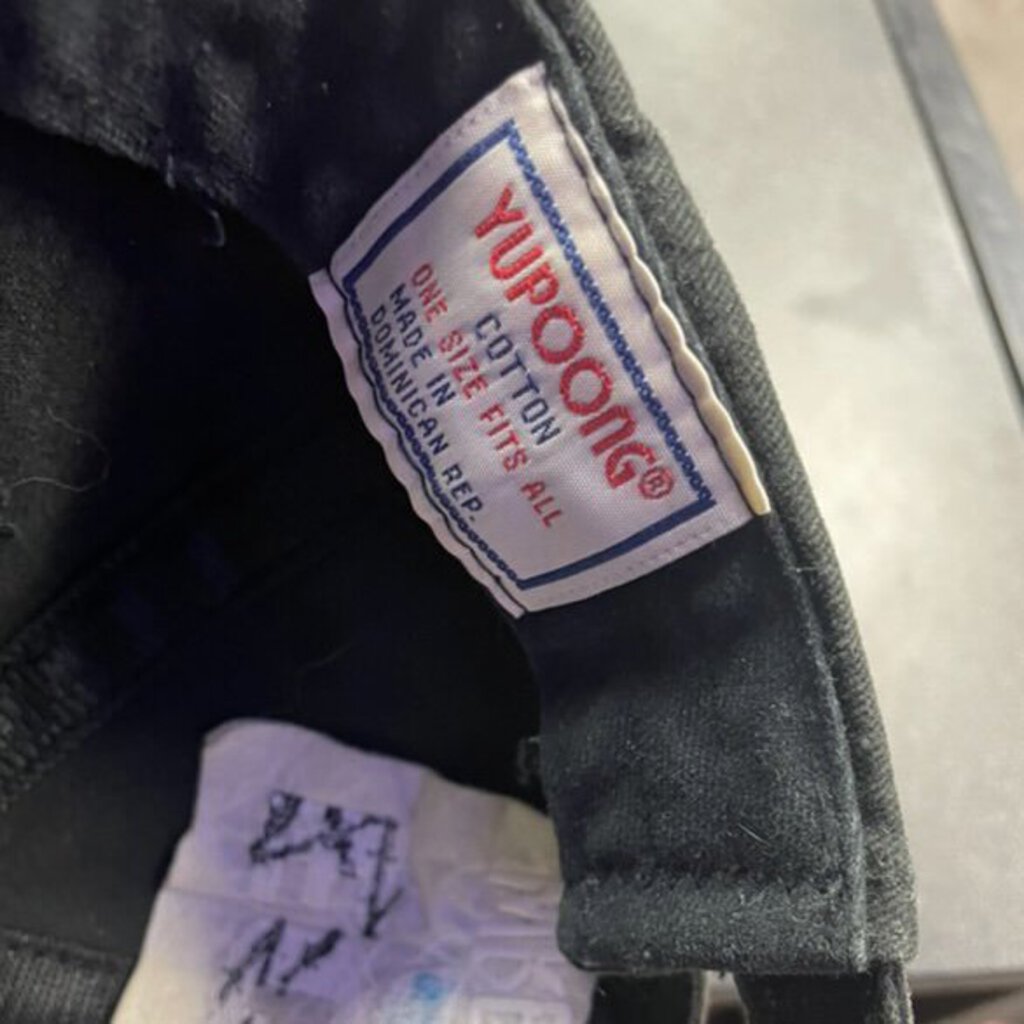 YUPOONG®
COTTON
ONE SIZE FITS ALL
MADE IN
DOMINICAN REP.